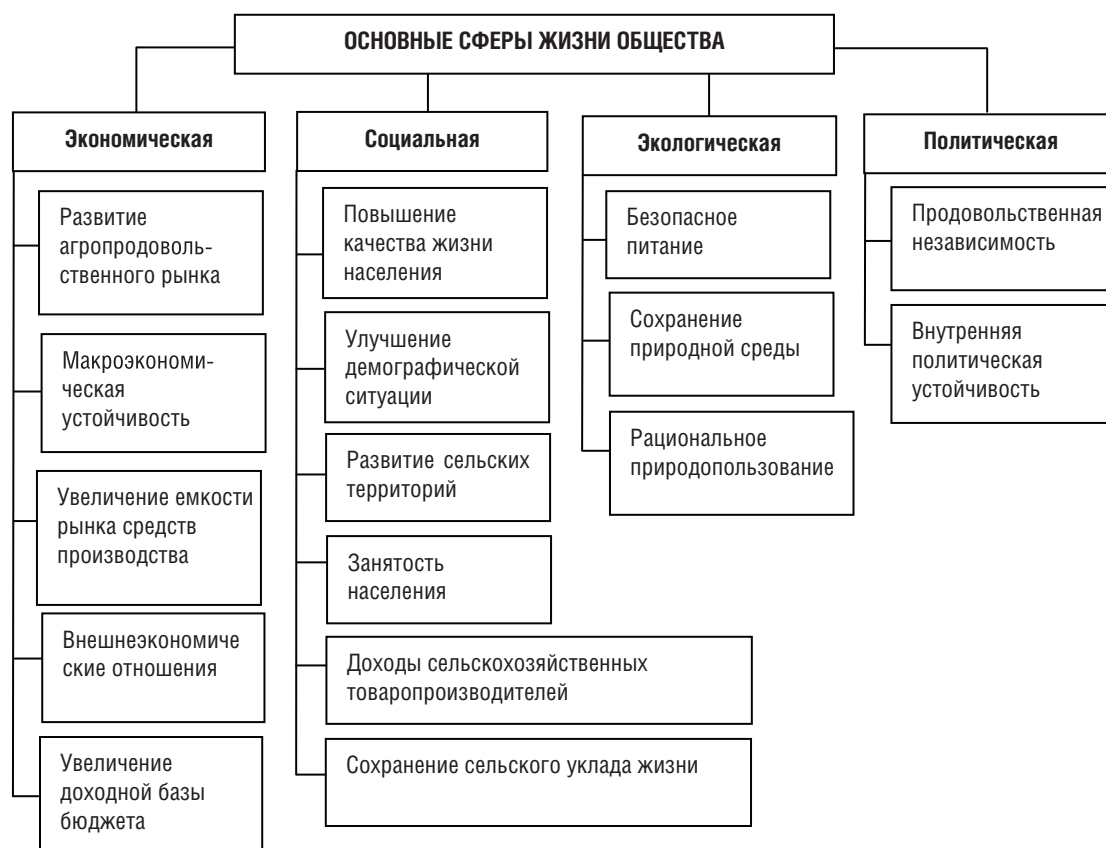 ОСНОВНЫЕ СФЕРЫ ЖИЗНИ ОБЩЕСТВА
Экономическая
Развитие
агропродоволь-
ственного рынка
Макроэкономи-
ческая
устойчивость
Увеличение емкости
рынка средств
производства
Внешнеэкономиче
ские отношения
Увеличение
доходной базы
бюджета
Социальная
Повышение
качества жизни
населения
Улучшение
демографической
ситуации
Развитие сельских
территорий
Занятость
населения
Доходы сельскохозяйственных
товаропроизводителей
Сохранение сельского уклада жизни
Экологическая
Безопасное
питание
Сохранение
природной среды
Рациональное
природопользование
Политическая
Продовольственная
независимость
Внутренняя
политическая
устойчивость